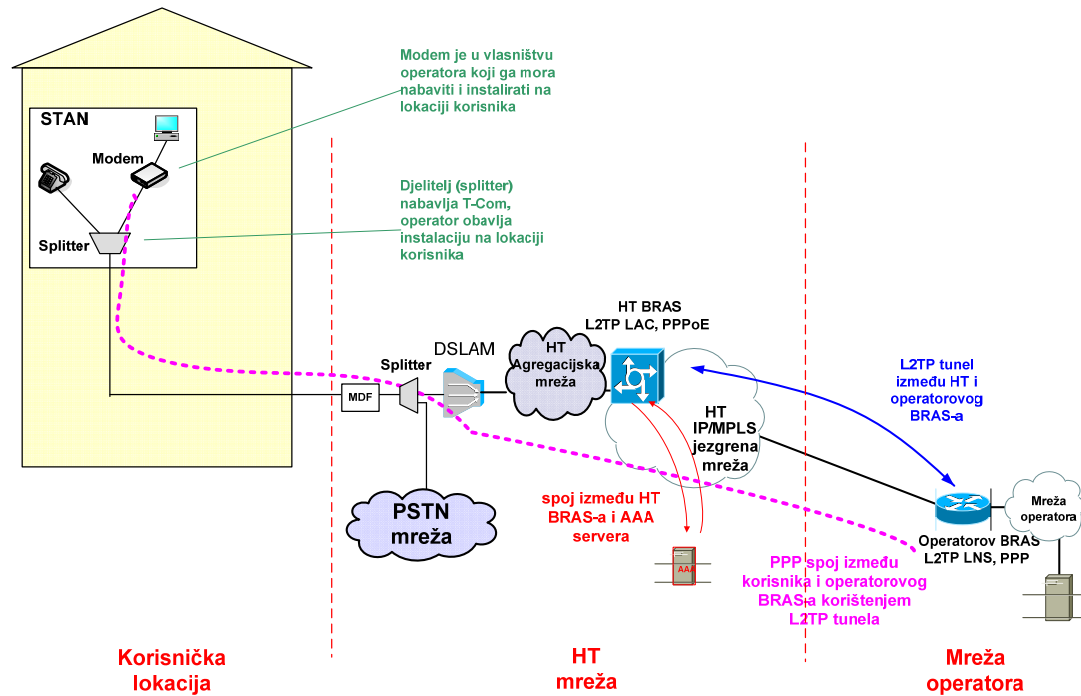 Modem je u vlasništvu
operatora koji ga mora
nabaviti i instalirati na
lokaciji korisnika
STAN
Modem
Djelitelj (splitter)
nabavlja T-Com,
operator obavlja
instalaciju na lokaciji
korisnika
Splitter
HT BRAS
L2TP LAC, PPPoE
DSLAM
HT
Agregacijska
mreža
Splitter
MDF
L2TP tunel
između HT i
operatorovog
BRAS-a
HT
IP/MPLS
jezgrena
mreža
PSTN
mreža
spoj između HT
BRAS-a i AAA
servera
AAA
Mreža
operatora
Operatorov BRAS
L2TP LNS, PPP
PPP spoj između
korisnika i operatorovog
BRAS-a korištenjem
L2TP tunela
Korisnička
lokacija
HT
mreža
Mreža
operatora